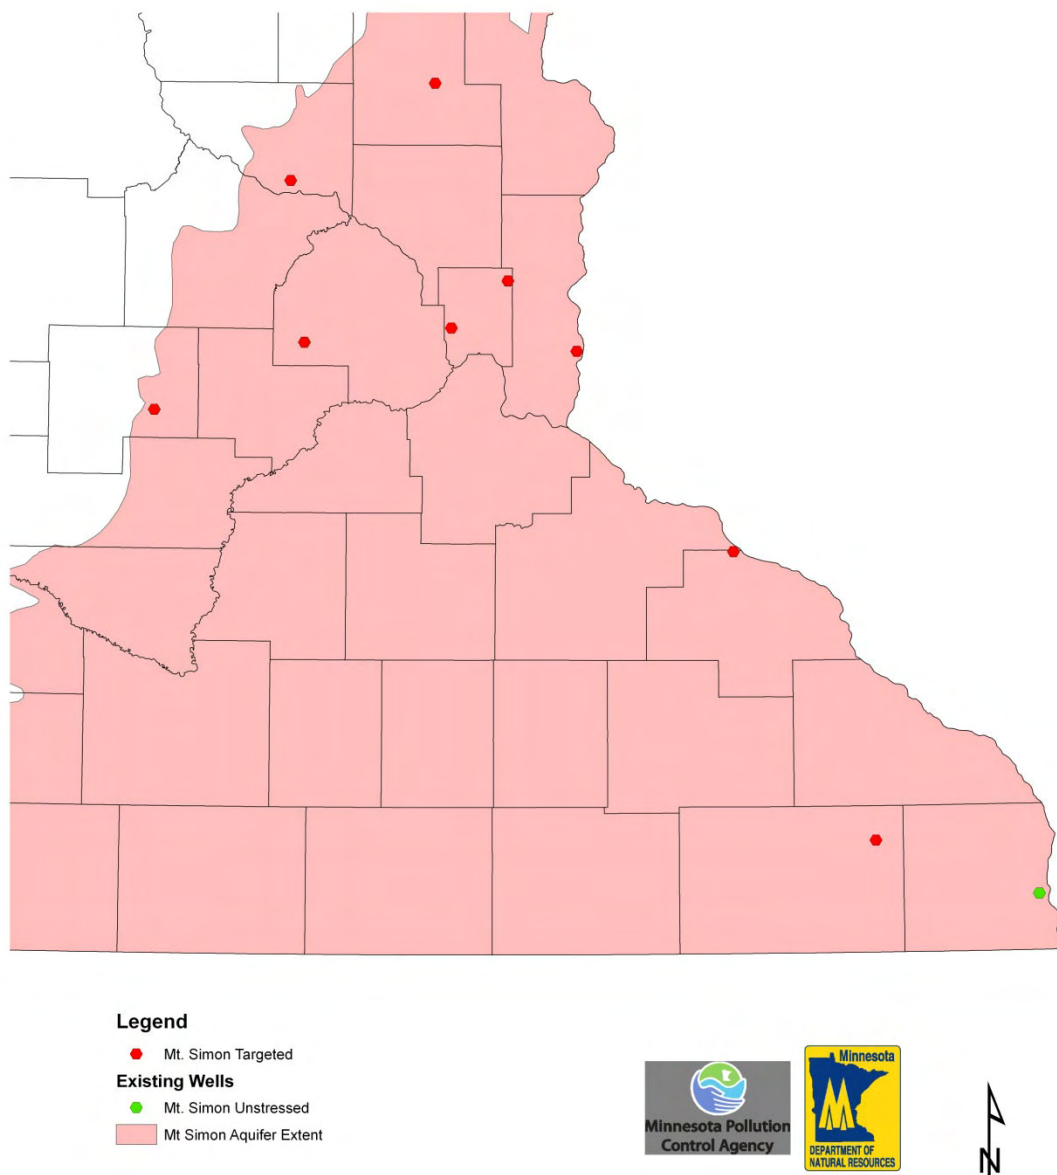 Legend
Mt. Simon Targeted
Existing Wells
Mt. Simon Unstressed
Mt Simon Aquifer Extent
Minnesota Pollution
Control Agency
Minnesota
DEPARTMENT OF
NATURAL RESOURCES
N